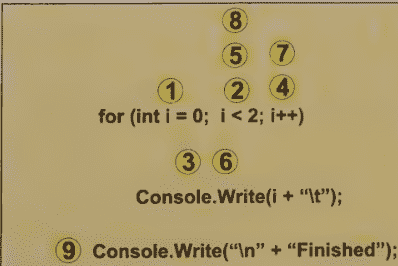 8
5 7
1 2 4
for (int i = 0; i < 2; i++)
3 6
Console.Write(i + “\t”);
9 Console.Write(“\n” + “Finished”);